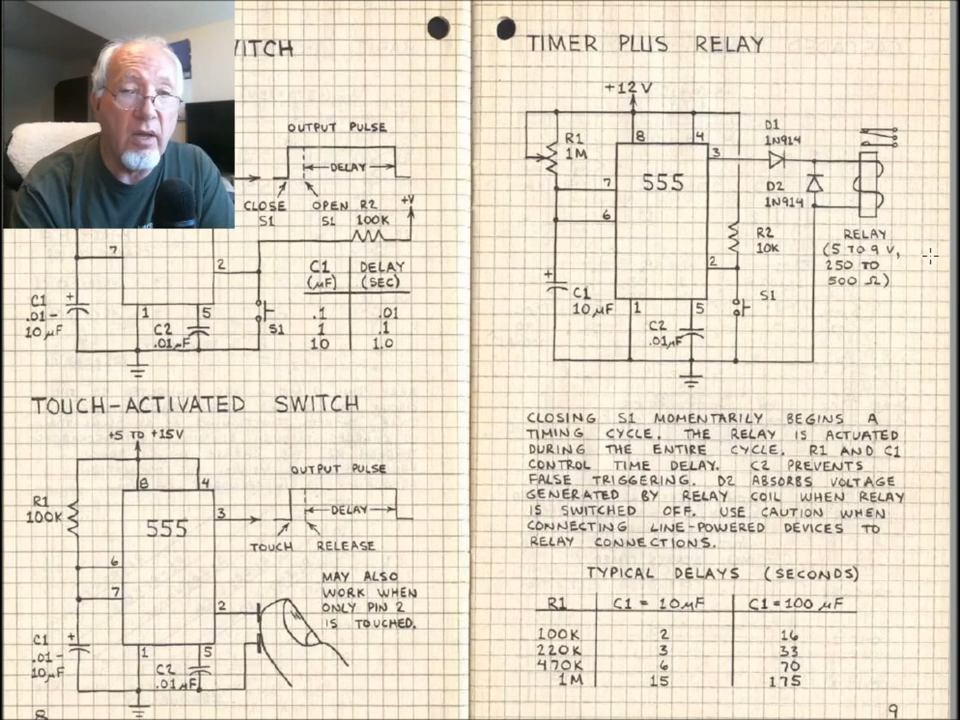 ITCH
OUTPUT PULSE
DELAY
CLOSE
S1
OPEN
S1
R2
100K
+V
7
2
C1
.01-
10µF
+
1
5
C2
.01µF
S1
C1
(µF)
DELAY
(SEC)
.1 .01
1 .1
10 1.0
TOUCH-ACTIVATED SWITCH
+5 TO +15V
R1
100K
8
4
555
3
6
7
2
C1
.01-
10µF
+
1
5
C2
.01µF
OUTPUT PULSE
DELAY
TOUCH RELEASE
MAY ALSO
WORK WHEN
ONLY PIN 2
IS TOUCHED.
8
TIMER PLUS RELAY
+12V
R1
1M
8
4
3
555
7
6
2
D1
1N914
D2
1N914
R2
10K
RELAY
(5 TO 9 V,
250 TO
500 Ω)
+
C1
10µF
1
5
C2
.01µF
S1
CLOSING S1 MOMENTARILY BEGINS A
TIMING CYCLE. THE RELAY IS ACTUATED
DURING THE ENTIRE CYCLE. R1 AND C1
CONTROL TIME DELAY. C2 PREVENTS
FALSE TRIGGERING. D2 ABSORBS VOLTAGE
GENERATED BY RELAY COIL WHEN RELAY
IS SWITCHED OFF. USE CAUTION WHEN
CONNECTING LINE-POWERED DEVICES TO
RELAY CONNECTIONS.
TYPICAL DELAYS (SECONDS)
R1 C1 = 10µF C1 = 100 µF
100K 2 16
220K 3 33
470K 6 70
1M 15 175
9